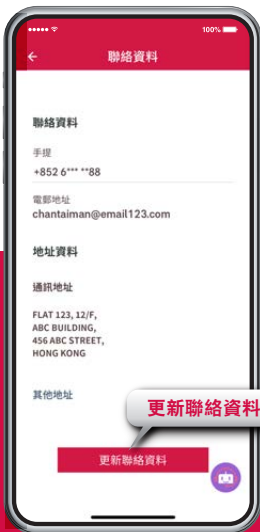 100%
聯絡資料
聯絡資料
手提
+852 6*** **88
電郵地址
chantaiman@email123.com
地址資料
通訊地址
FLAT 123, 12/F,
ABC BUILDING,
456 ABC STREET,
HONG KONG
其他地址
更新聯絡資料
更新聯絡資料